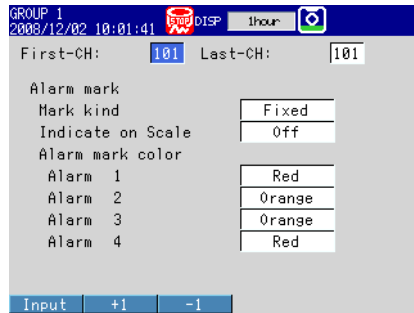 GROUP 1
2008/12/02 10:01:41 STOP DISP 1hour
First-CH: 101 Last-CH: 101
Alarm mark
Mark kind Fixed
Indicate on Scale Off
Alarm mark color
Alarm 1 Red
Alarm 2 Orange
Alarm 3 Orange
Alarm 4 Red
Input +1 -1